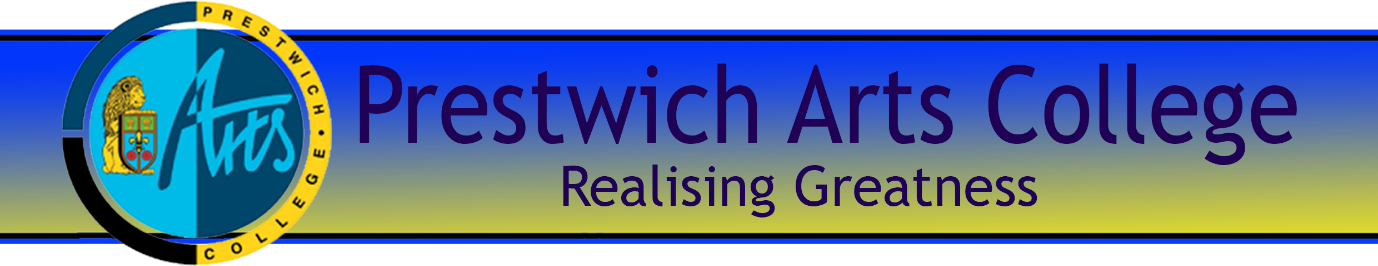 PRESTWICH • COLLEGE
Arts
Prestwich Arts College
Realising Greatness